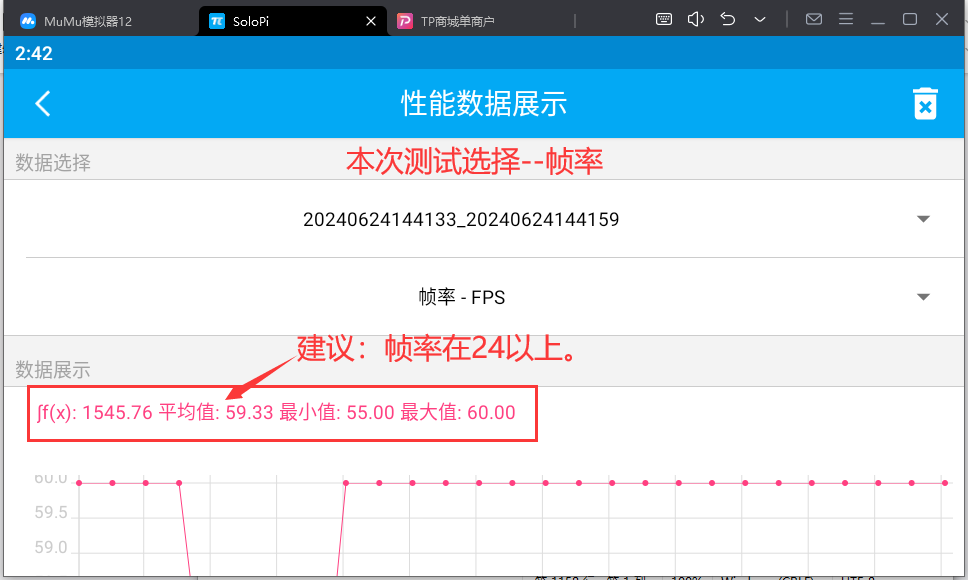 MuMu模拟器12
SoloPi
TP商城单商户
2:42
性能数据展示
数据选择
本次测试选择--帧率
20240624144133_20240624144159
帧率 - FPS
建议：帧率在24以上。
数据展示
∫f(x): 1545.76 平均值: 59.33 最小值: 55.00 最大值: 60.00
60.0
59.5
59.0